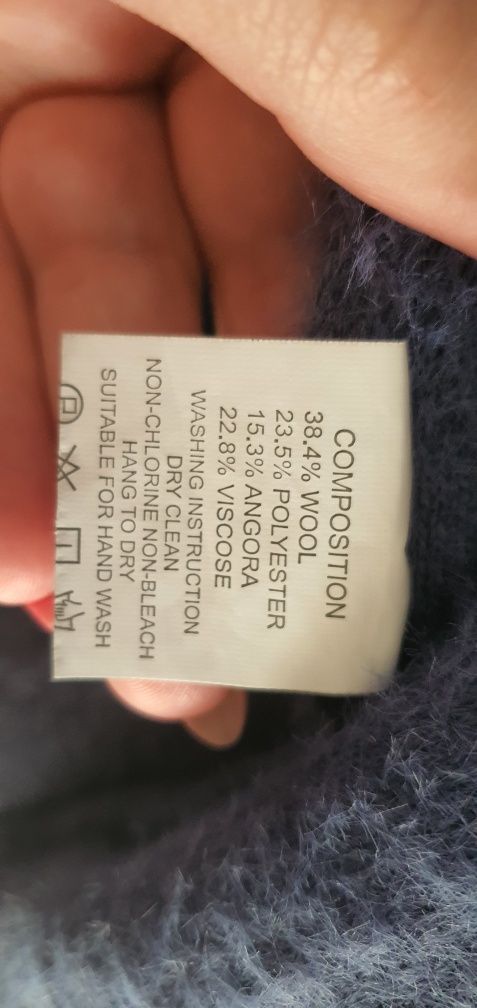 COMPOSITION
38.4% WOOL
23.5% POLYESTER
15.3% ANGORA
22.8% VISCOSE
WASHING INSTRUCTION
DRY CLEAN
NON-CHLORINE NON-BLEACH
HANG TO DRY
SUITABLE FOR HAND WASH
P